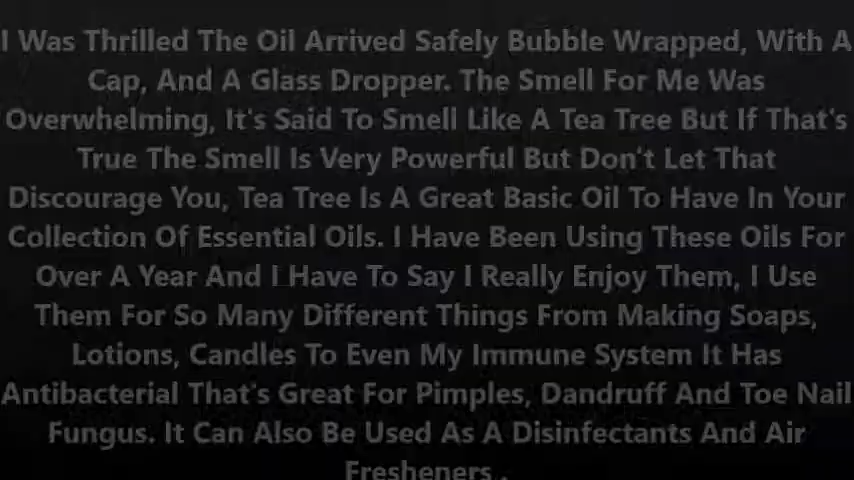 I Was Thrilled The Oil Arrived Safely Bubble Wrapped, With A
Cap, And A Glass Dropper. The Smell For Me Was
Overwhelming, It's Said To Smell Like A Tea Tree But If That's
True The Smell Is Very Powerful But Don't Let That
Discourage You, Tea Tree Is A Great Basic Oil To Have In Your
Collection Of Essential Oils. I Have Been Using These Oils For
Over A Year And I Have To Say I Really Enjoy Them, I Use
Them For So Many Different Things From Making Soaps,
Lotions, Candles To Even My Immune System It Has
Antibacterial That's Great For Pimples, Dandruff And Toe Nail
Fungus. It Can Also Be Used As A Disinfectants And Air
Fresheners .